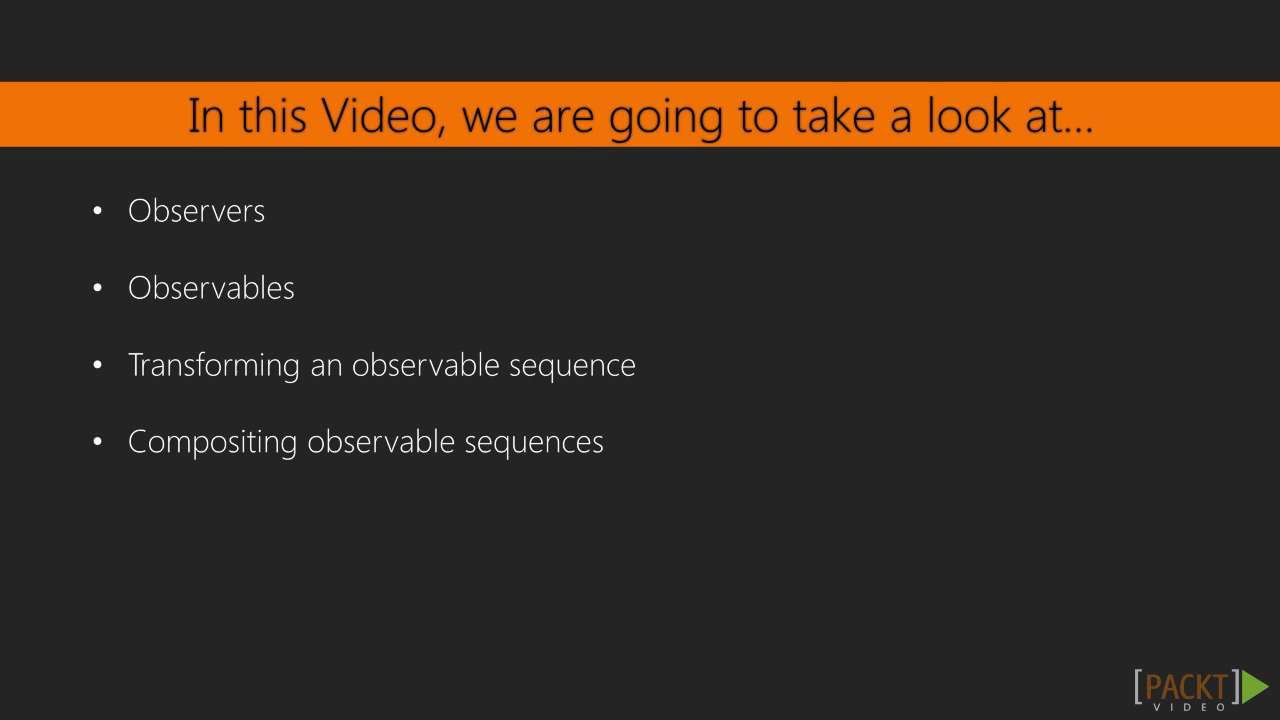 In this Video, we are going to take a look at...
• Observers
• Observables
• Transforming an observable sequence
• Compositing observable sequences
[PACKT]
VIDEO